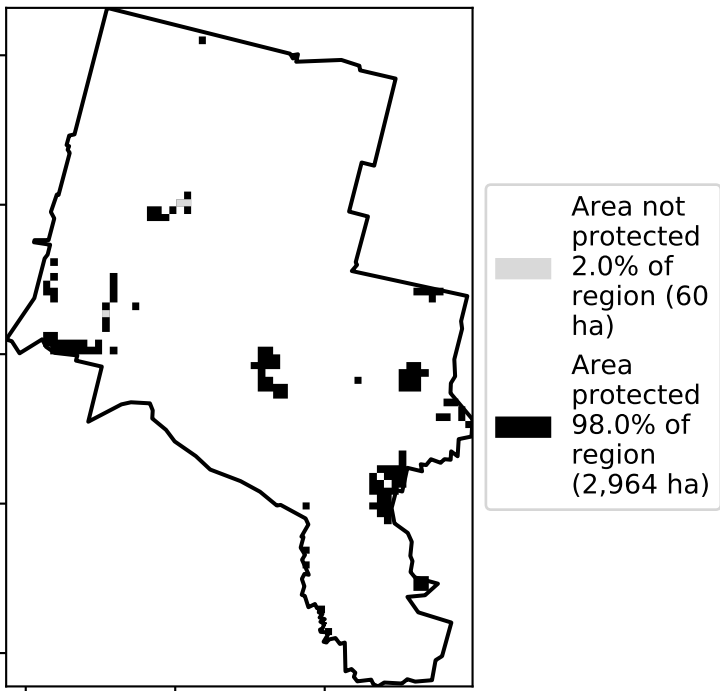 Area not
protected
2.0% of
region (60
ha)
Area
protected
98.0% of
region
(2,964 ha)